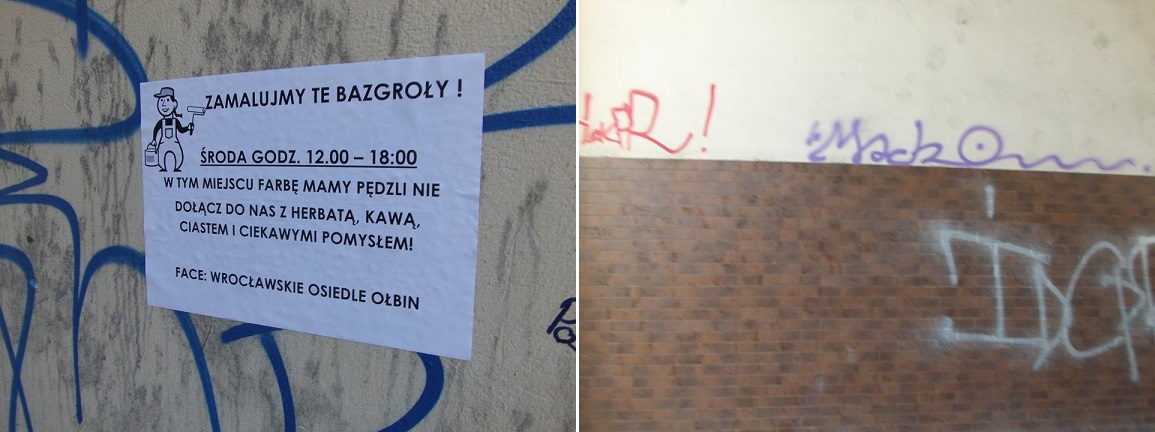 ZAMALUJMY TE BAZGROŁY !
ŚRODA GODZ. 12.00 – 18:00
W TYM MIEJSCU FARBĘ MAMY PĘDZLI NIE
DOŁĄCZ DO NAS Z HERBATĄ, KAWĄ,
CIASTEM I CIEKAWYMI POMYSŁEM!
FACE: WROCŁAWSKIE OSIEDLE OŁBIN